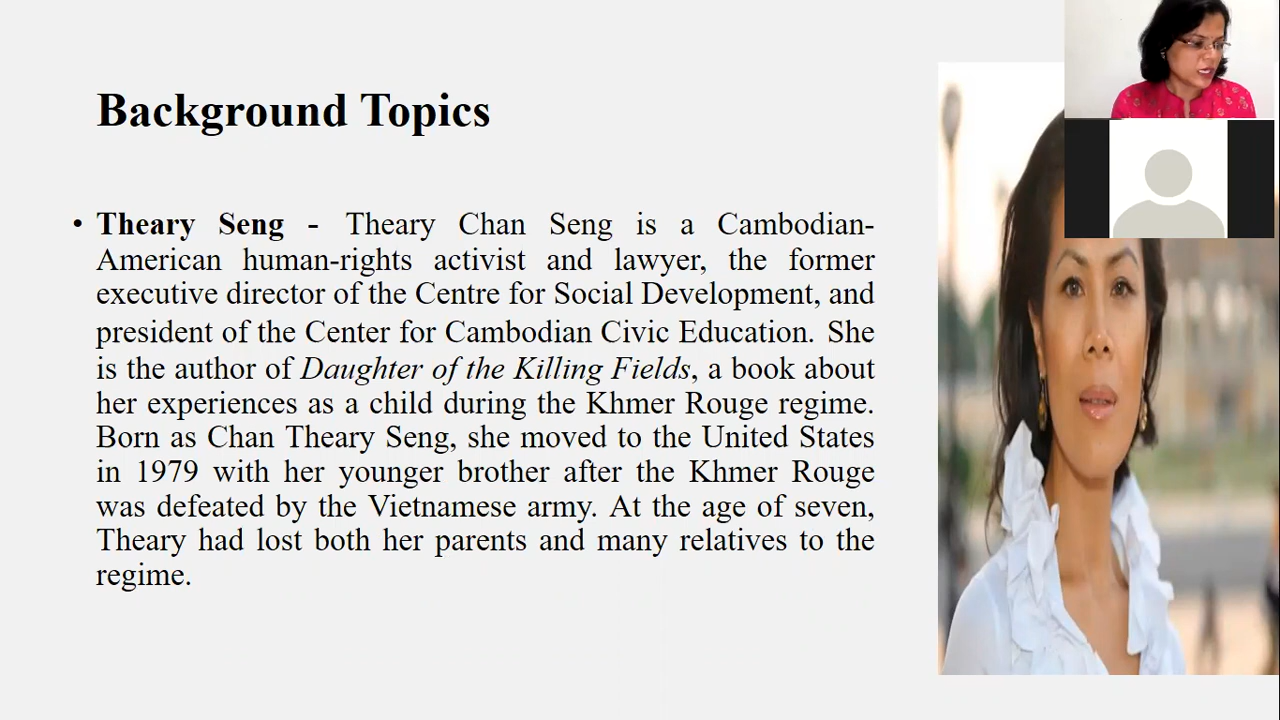 Background Topics
• Theary Seng - Theary Chan Seng is a Cambodian-
American human-rights activist and lawyer, the former
executive director of the Centre for Social Development, and
president of the Center for Cambodian Civic Education. She
is the author of Daughter of the Killing Fields, a book about
her experiences as a child during the Khmer Rouge regime.
Born as Chan Theary Seng, she moved to the United States
in 1979 with her younger brother after the Khmer Rouge
was defeated by the Vietnamese army. At the age of seven,
Theary had lost both her parents and many relatives to the
regime.